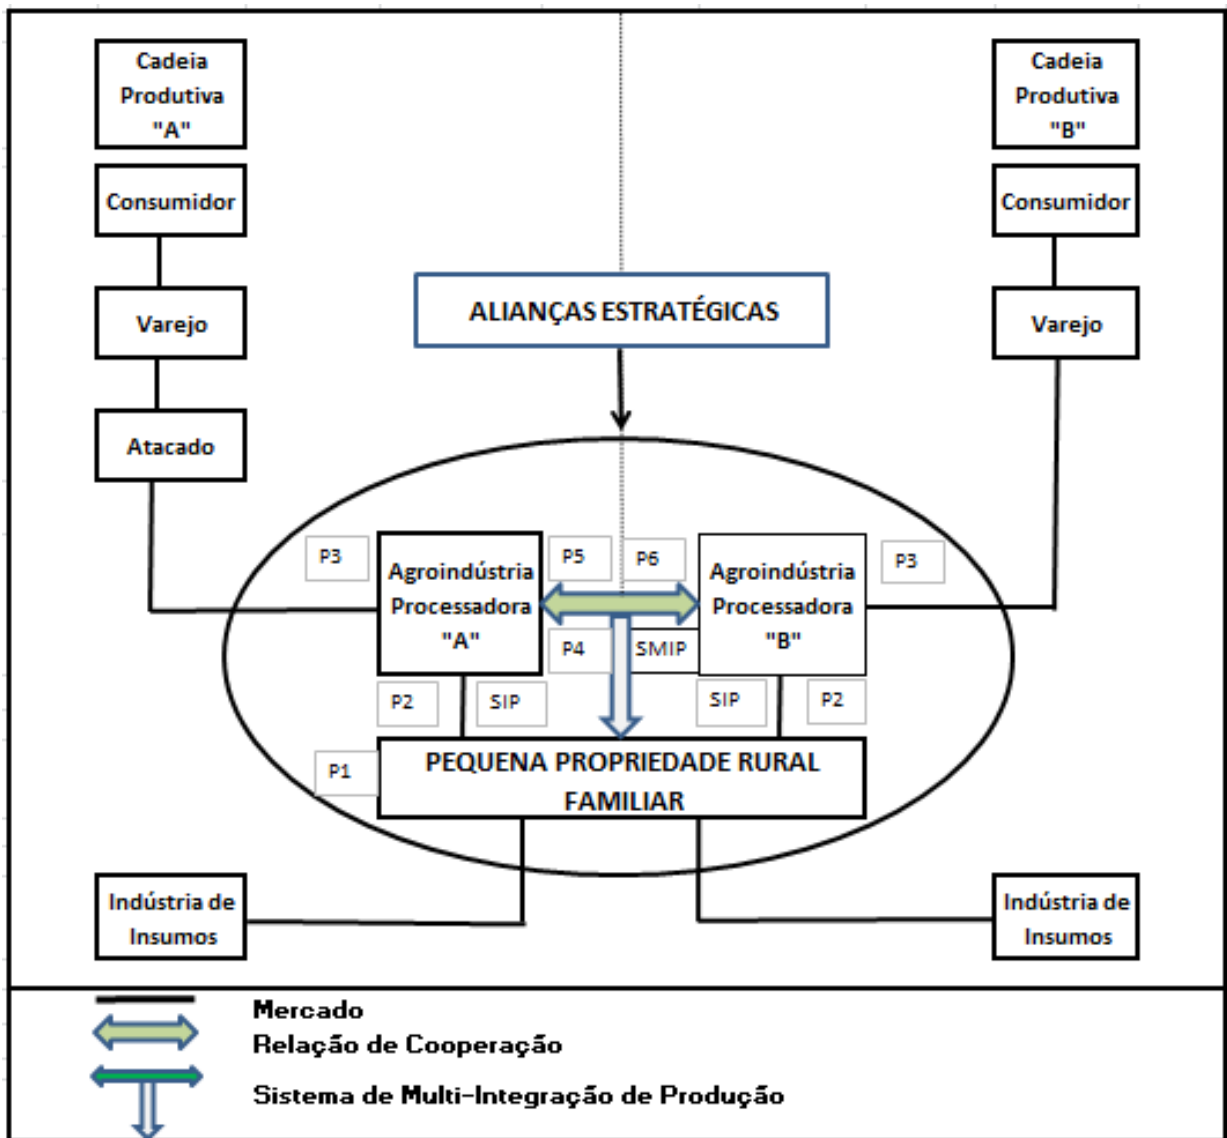 Cadeia
Produtiva
"A"
Cadeia
Produtiva
"B"
Consumidor
Consumidor
Varejo
ALIANÇAS ESTRATÉGICAS
Varejo
Atacado
P3
Agroindústria
Processadora
"A"
P5
P6
Agroindústria
Processadora
"B"
P3
P4
SMIP
P2
SIP
SIP
P2
P1
PEQUENA PROPRIEDADE RURAL
FAMILIAR
Indústria de
Insumos
Indústria de
Insumos
Mercado
Relação de Cooperação
Sistema de Multi-Integração de Produção